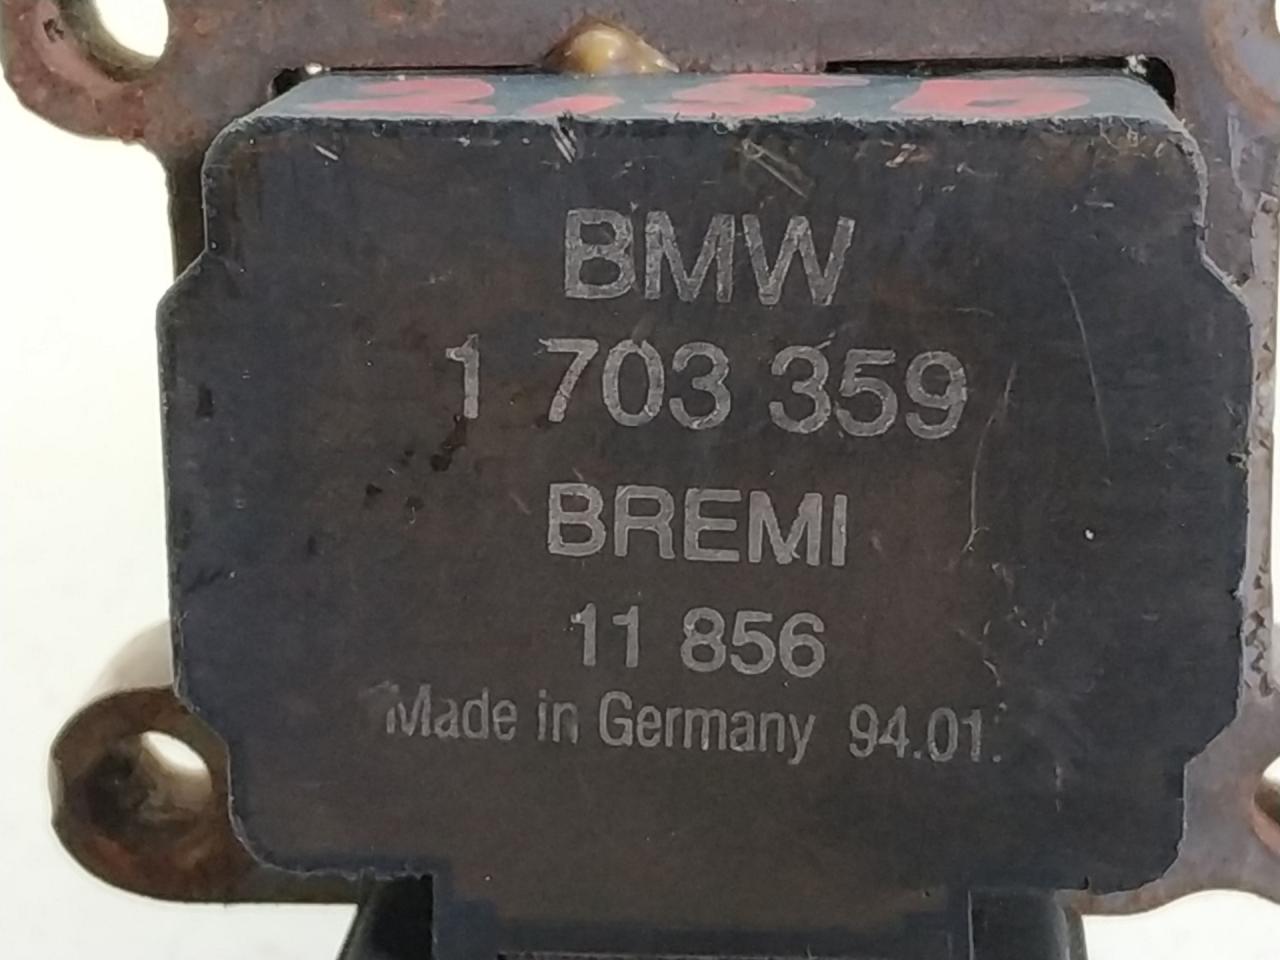 BMW
1 703 359
BREMI
11 856
Made in Germany 94.01.